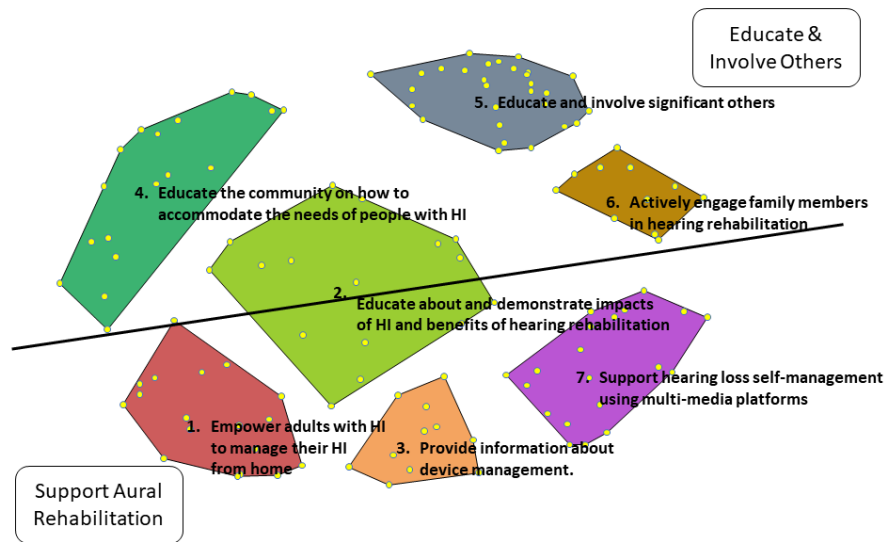 Educate &
Involve Others
5. Educate and involve significant others
4. Educate the community on how to
accommodate the needs of people with HI
6. Actively engage family members
in hearing rehabilitation
2. Educate about and demonstrate impacts
of HI and benefits of hearing rehabilitation
7. Support hearing loss self-management
using multi-media platforms
1. Empower adults with HI
to manage their HI
from home
3. Provide information about
device management.
Support Aural
Rehabilitation